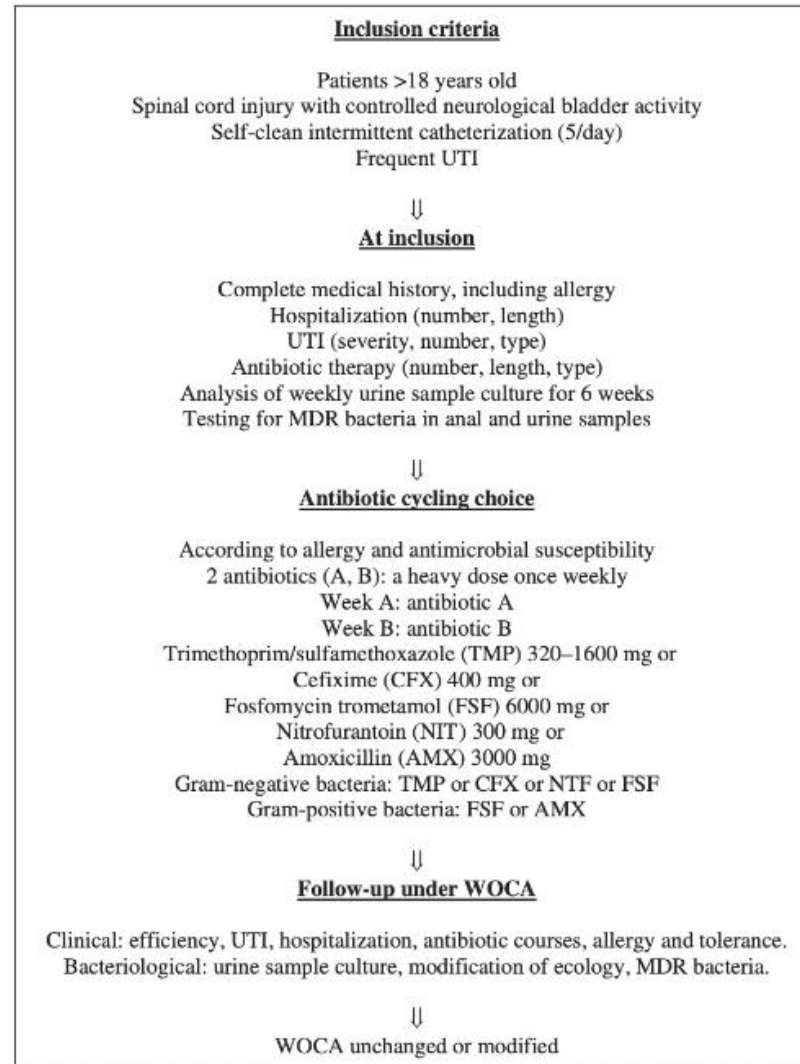 Inclusion criteria
Patients >18 years old
Spinal cord injury with controlled neurological bladder activity
Self-clean intermittent catheterization (5/day)
Frequent UTI
⇓
At inclusion
Complete medical history, including allergy
Hospitalization (number, length)
UTI (severity, number, type)
Antibiotic therapy (number, length, type)
Analysis of weekly urine sample culture for 6 weeks
Testing for MDR bacteria in anal and urine samples
⇓
Antibiotic cycling choice
According to allergy and antimicrobial susceptibility
2 antibiotics (A, B): a heavy dose once weekly
Week A: antibiotic A
Week B: antibiotic B
Trimethoprim/sulfamethoxazole (TMP) 320–1600 mg or
Cefixime (CFX) 400 mg or
Fosfomycin trometamol (FSF) 6000 mg or
Nitrofurantoin (NIT) 300 mg or
Amoxicillin (AMX) 3000 mg
Gram-negative bacteria: TMP or CFX or NTF or FSF
Gram-positive bacteria: FSF or AMX
⇓
Follow-up under WOCA
Clinical: efficiency, UTI, hospitalization, antibiotic courses, allergy and tolerance.
Bacteriological: urine sample culture, modification of ecology, MDR bacteria.
⇓
WOCA unchanged or modified